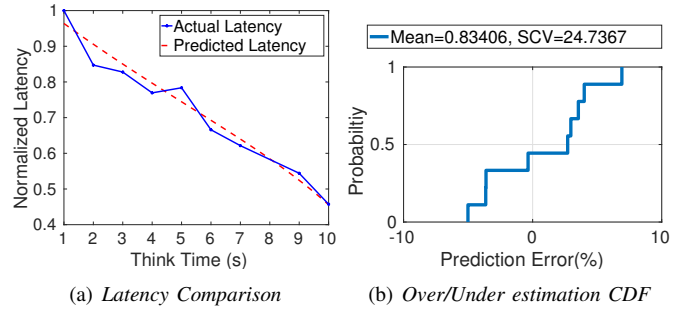 Actual Latency
Predicted Latency
1
0.9
0.8
0.7
0.6
0.5
0.4
Normalized Latency
1 2 3 4 5 6 7 8 9 10
Think Time (s)
(a) Latency Comparison
Mean=0.83406, SCV=24.7367
1
0.5
0
Probabiltiy
-10 0 10
Prediction Error(%)
(b) Over/Under estimation CDF